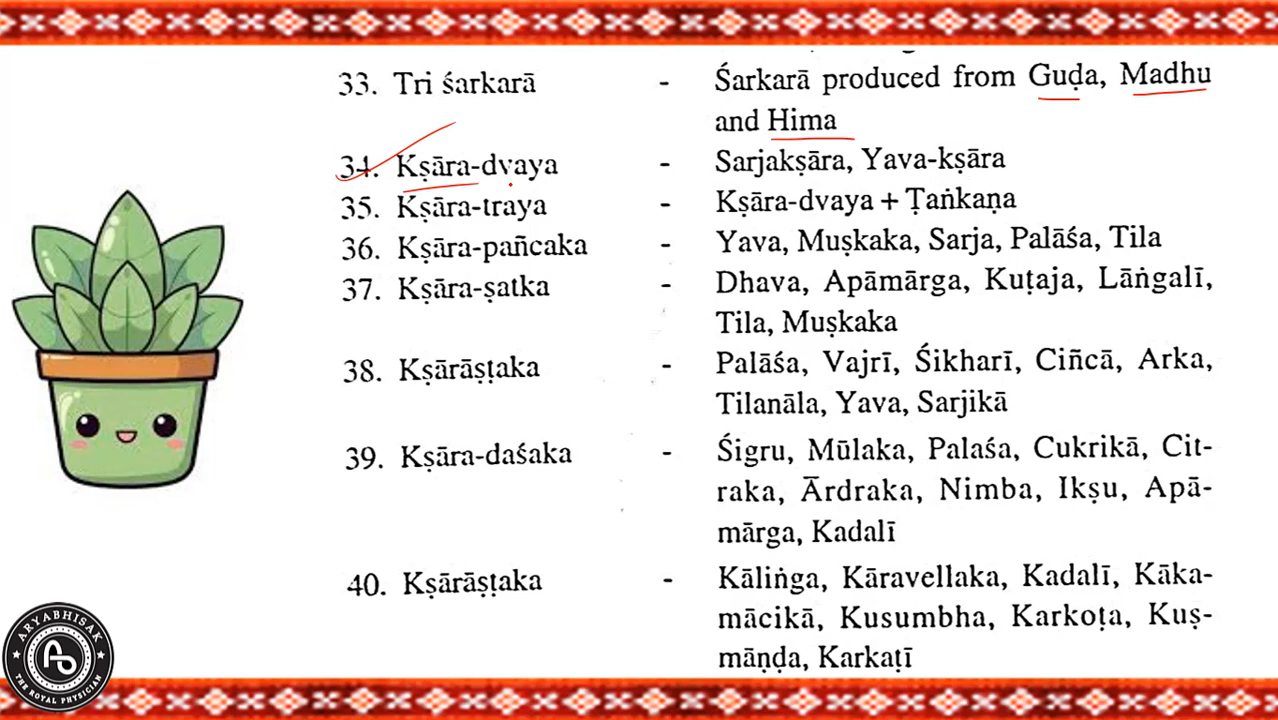 33. Tri śarkarā - Śarkarā produced from Guḍa, Madhu
and Hima
34. Kṣāra-dvaya - Sarjakṣāra, Yava-kṣāra
35. Kṣāra-traya - Kṣāra-dvaya + Ṭaṅkaṇa
36. Kṣāra-pañcaka - Yava, Muṣkaka, Sarja, Palāśa, Tila
37. Kṣāra-ṣatka - Dhava, Apāmārga, Kuṭaja, Lāṅgalī,
Tila, Muṣkaka
38. Kṣārāṣṭaka - Palāśa, Vajrī, Śikharī, Ciñcā, Arka,
Tilanāla, Yava, Sarjikā
39. Kṣāra-daśaka - Śigru, Mūlaka, Palaśa, Cukrikā, Cit-
raka, Ārdraka, Nimba, Ikṣu, Apā-
mārga, Kadalī
40. Kṣārāṣṭaka - Kāliṅga, Kāravellaka, Kadalī, Kāka-
mācikā, Kusumbha, Karkoṭa, Kuṣ-
māṇḍa, Karkaṭī
ARYABHISAK
THE ROYAL PHYSICIAN